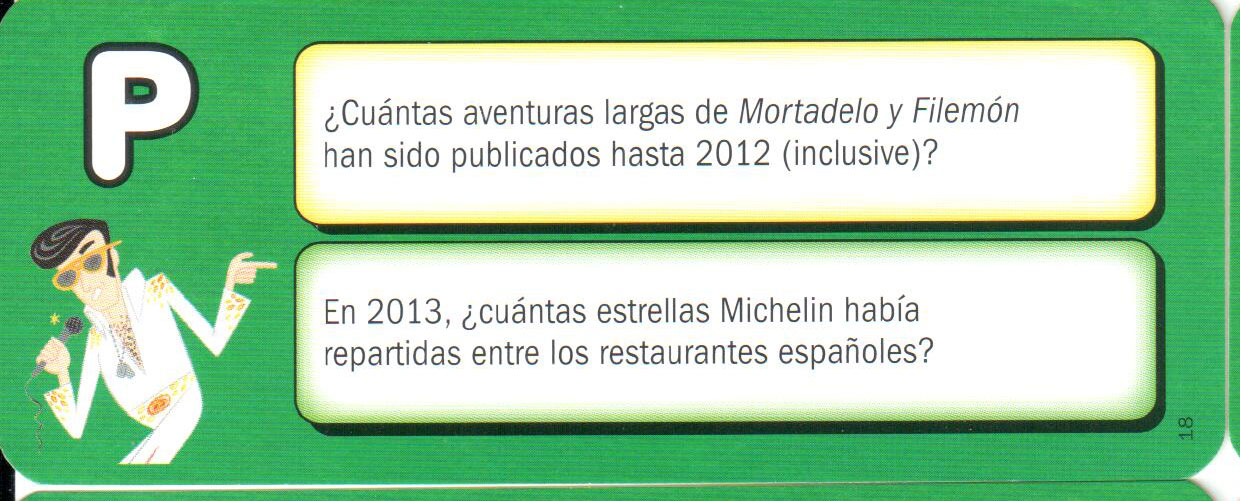 P
¿Cuántas aventuras largas de Mortadelo y Filemón
han sido publicados hasta 2012 (inclusive)?
En 2013, ¿cuántas estrellas Michelin había
repartidas entre los restaurantes españoles?
18